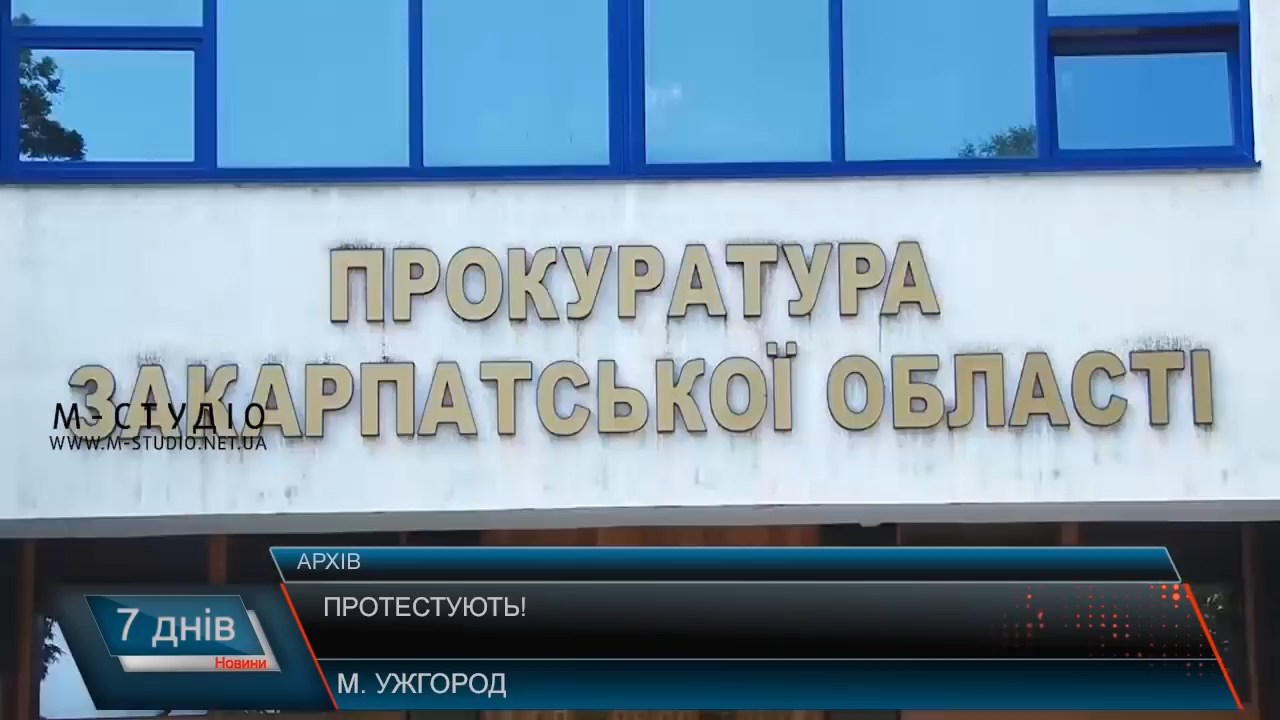 ПРОКУРАТУРА
ЗАКАРПАТСЬКОЇ ОБЛАСТІ
М-СТУДІО
WWW.M-STUDIO.NET.UA
АРХІВ
ПРОТЕСТУЮТЬ!
7 днів
Новини
М. УЖГОРОД